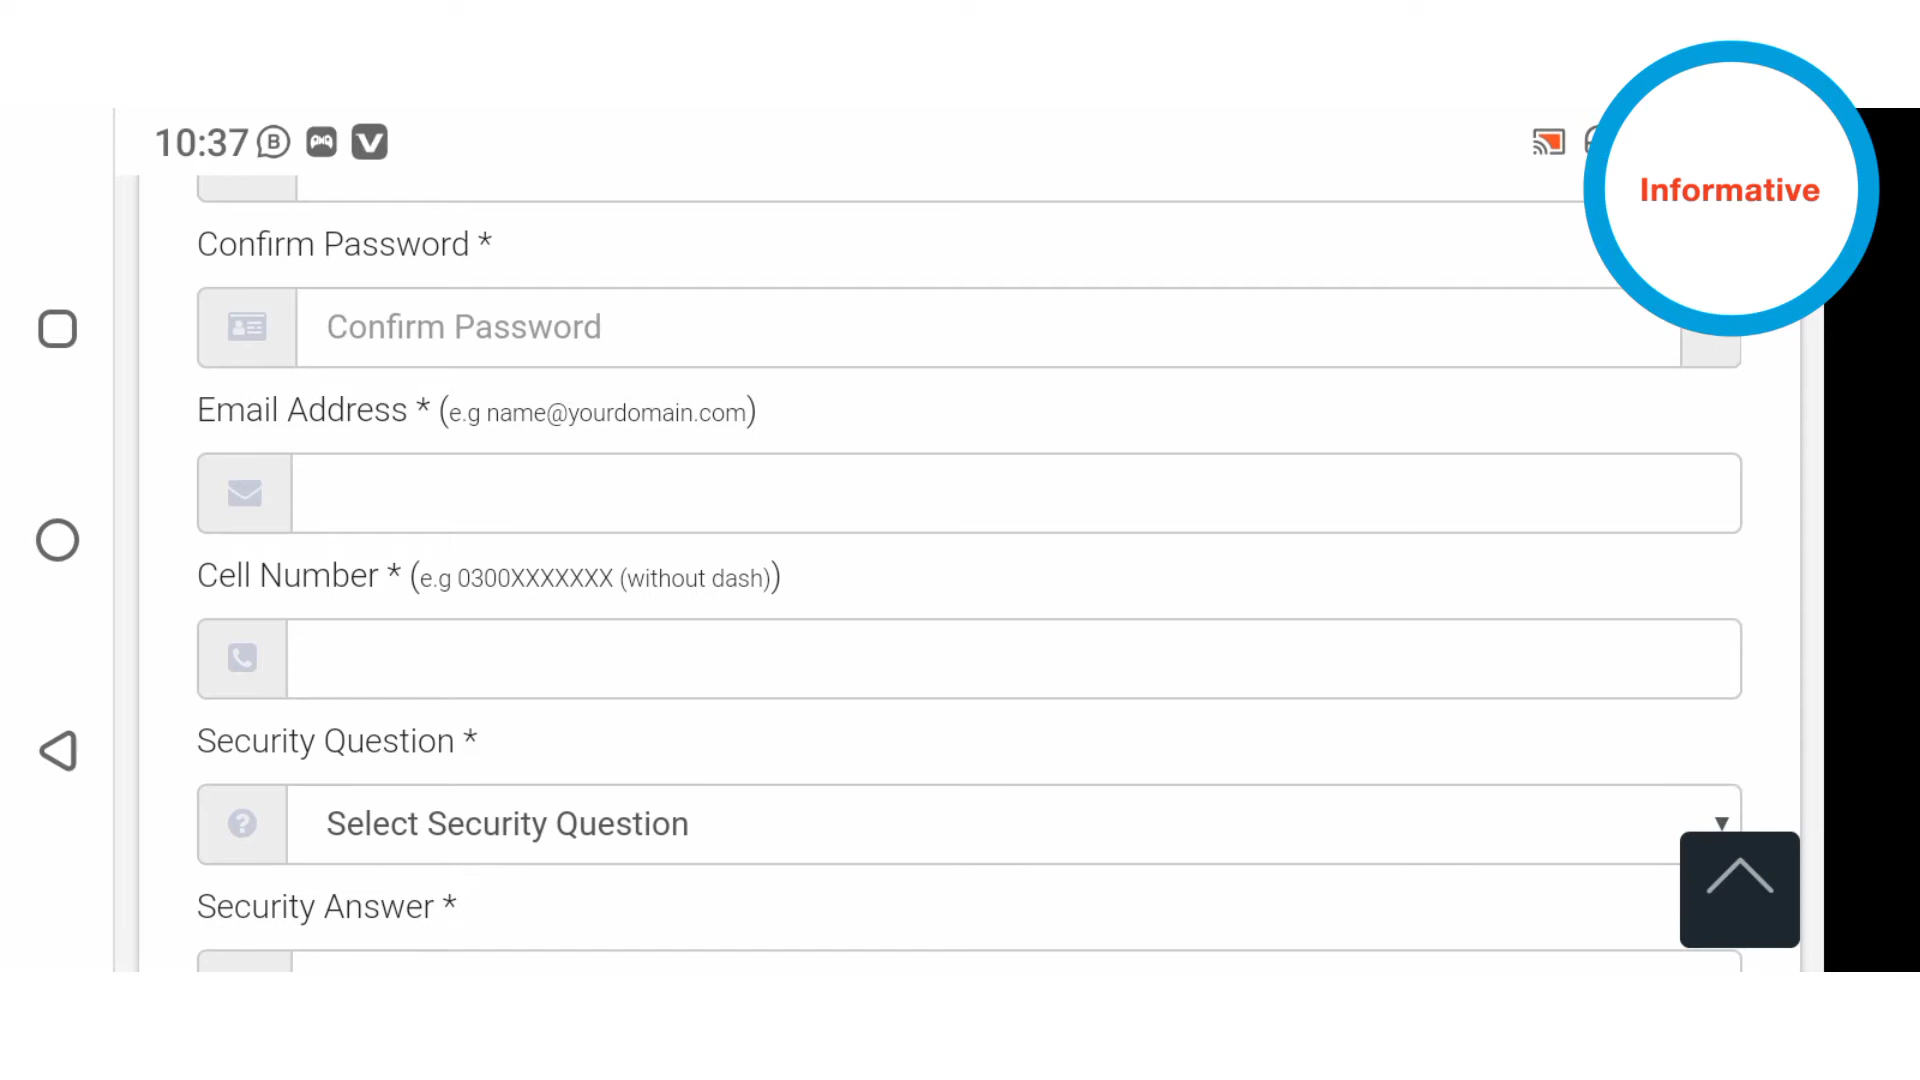 10:37
Informative
Confirm Password *
Confirm Password
Email Address * (e.g name@yourdomain.com)
Cell Number * (e.g 0300XXXXXXX (without dash))
Security Question *
Select Security Question
Security Answer *